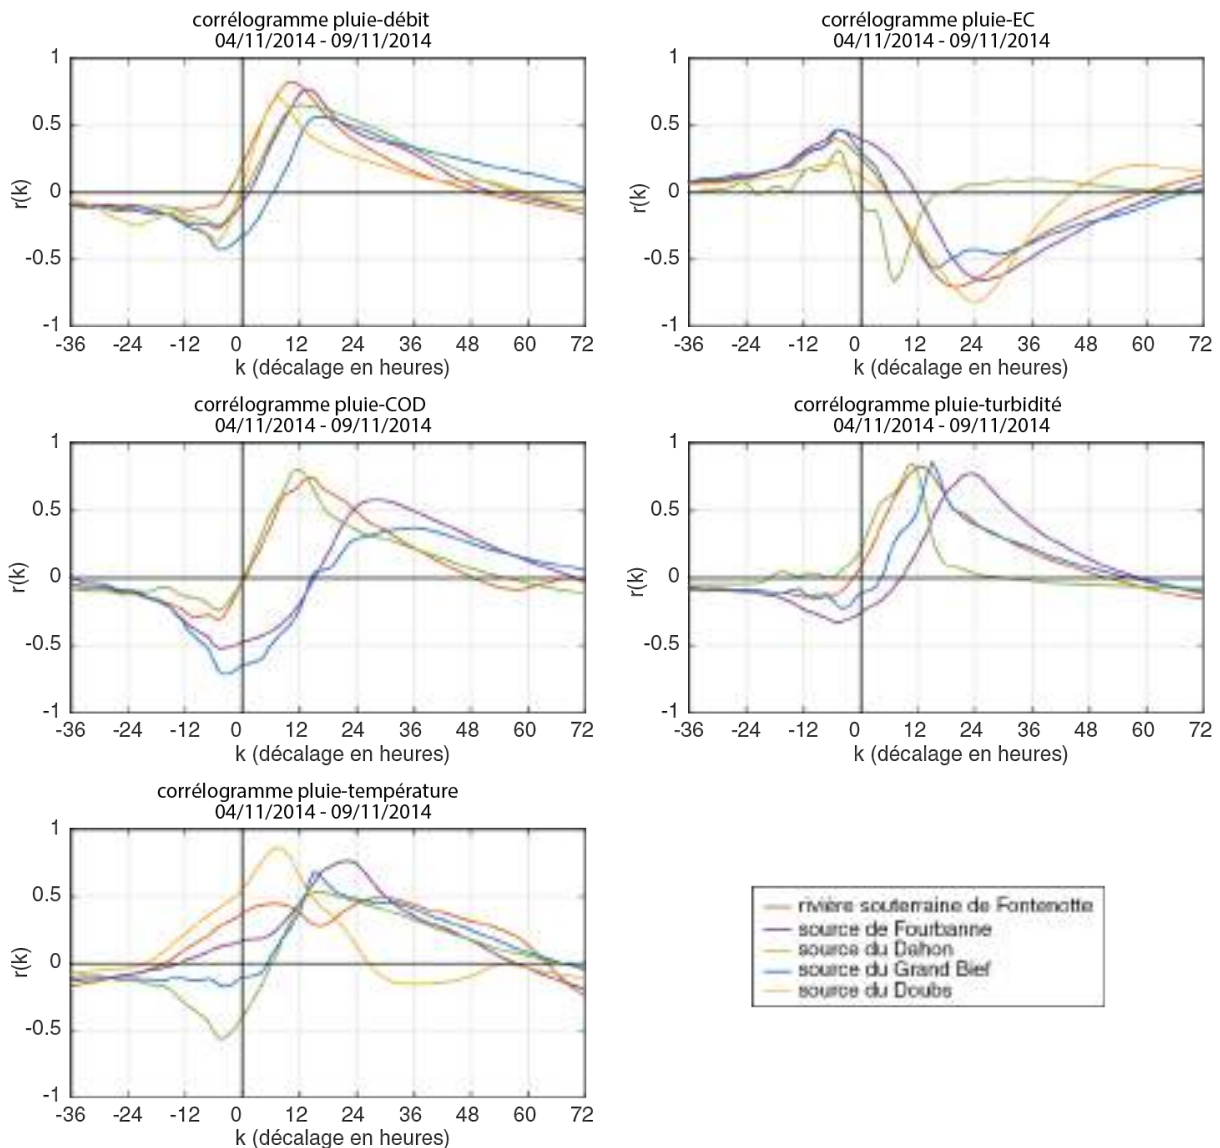 corrélogramme pluie-débit
04/11/2014 - 09/11/2014
1
0.5
0
-0.5
-1
r(k)
-36 -24 -12 0 12 24 36 48 60 72
k (décalage en heures)
corrélogramme pluie-EC
04/11/2014 - 09/11/2014
1
0.5
0
-0.5
-1
r(k)
-36 -24 -12 0 12 24 36 48 60 72
k (décalage en heures)
corrélogramme pluie-COD
04/11/2014 - 09/11/2014
1
0.5
0
-0.5
-1
r(k)
-36 -24 -12 0 12 24 36 48 60 72
k (décalage en heures)
corrélogramme pluie-turbidité
04/11/2014 - 09/11/2014
1
0.5
0
-0.5
-1
r(k)
-36 -24 -12 0 12 24 36 48 60 72
k (décalage en heures)
corrélogramme pluie-température
04/11/2014 - 09/11/2014
1
0.5
0
-0.5
-1
r(k)
-36 -24 -12 0 12 24 36 48 60 72
k (décalage en heures)
rivière souterraine de Fontenotte
source de Fourbanne
source du Dahon
source du Grand Bief
source du Doubs